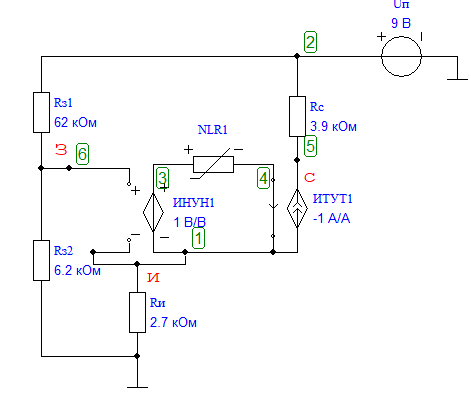 Uп
9 В
2
Rз1
62 кОм
NLR1
Rс
3.9 кОм
З
6
5
3
4
С
ИНУН1
1 В/В
ИТУТ1
-1 А/А
1
Rз2
6.2 кОм
И
Rи
2.7 кОм